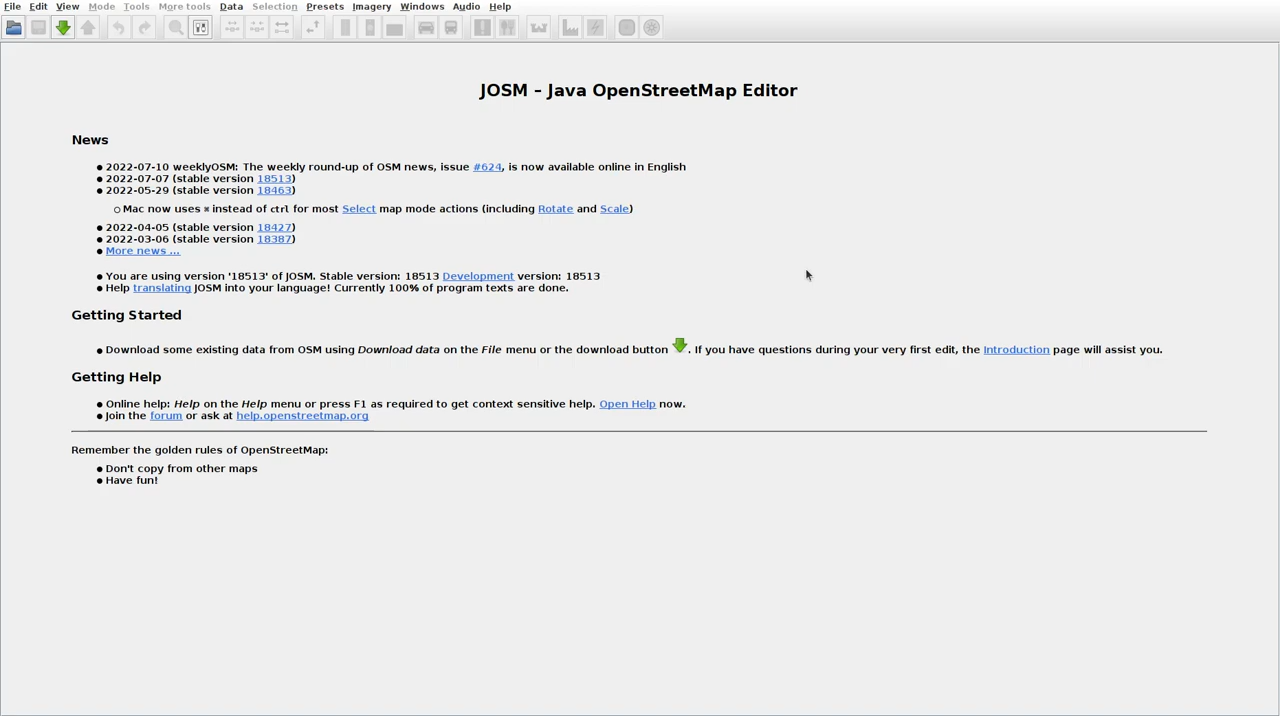 File Edit View Mode Tools More tools Data Selection Presets Imagery Windows Audio Help
JOSM – Java OpenStreetMap Editor
News
2022-07-10 weeklyOSM: The weekly round-up of OSM news, issue #624, is now available online in English
2022-07-07 (stable version 18513)
2022-05-29 (stable version 18463)
Mac now uses ⌘ instead of ctrl for most Select map mode actions (including Rotate and Scale)
2022-04-05 (stable version 18427)
2022-03-06 (stable version 18387)
More news ...
You are using version '18513' of JOSM. Stable version: 18513 Development version: 18513
Help translating JOSM into your language! Currently 100% of program texts are done.
Getting Started
Download some existing data from OSM using Download data on the File menu or the download button . If you have questions during your very first edit, the Introduction page will assist you.
Getting Help
Online help: Help on the Help menu or press F1 as required to get context sensitive help. Open Help now.
Join the forum or ask at help.openstreetmap.org
Remember the golden rules of OpenStreetMap:
Don't copy from other maps
Have fun!